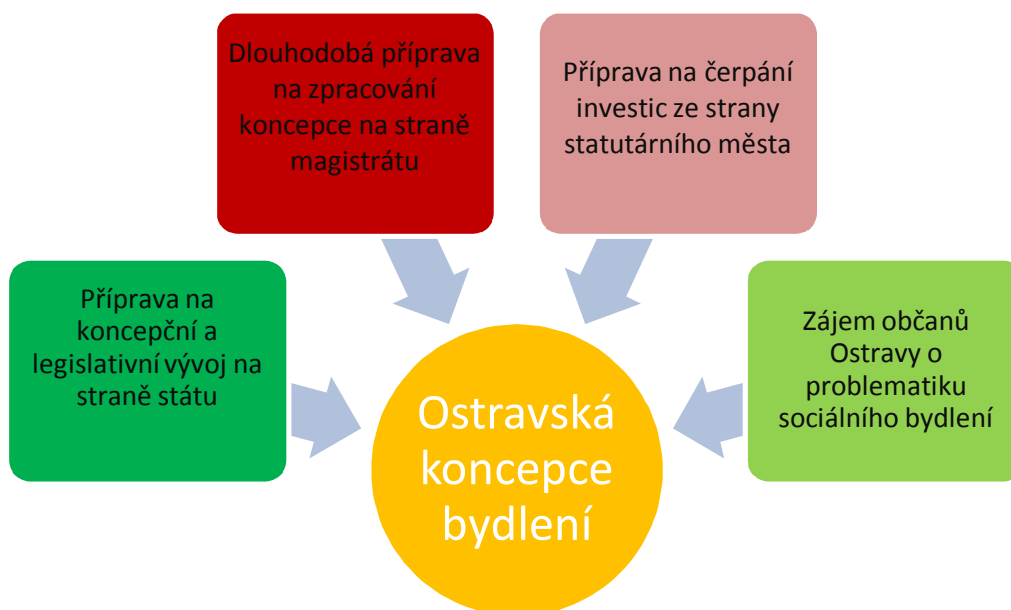 Dlouhodobá příprava
na zpracování
koncepce na straně
magistrátu
Příprava na čerpání
investic ze strany
statutárního města
Příprava na
koncepční a
legislativní vývoj na
straně státu
Zájem občanů
Ostravy o
problematiku
sociálního bydlení
Ostravská
koncepce
bydlení